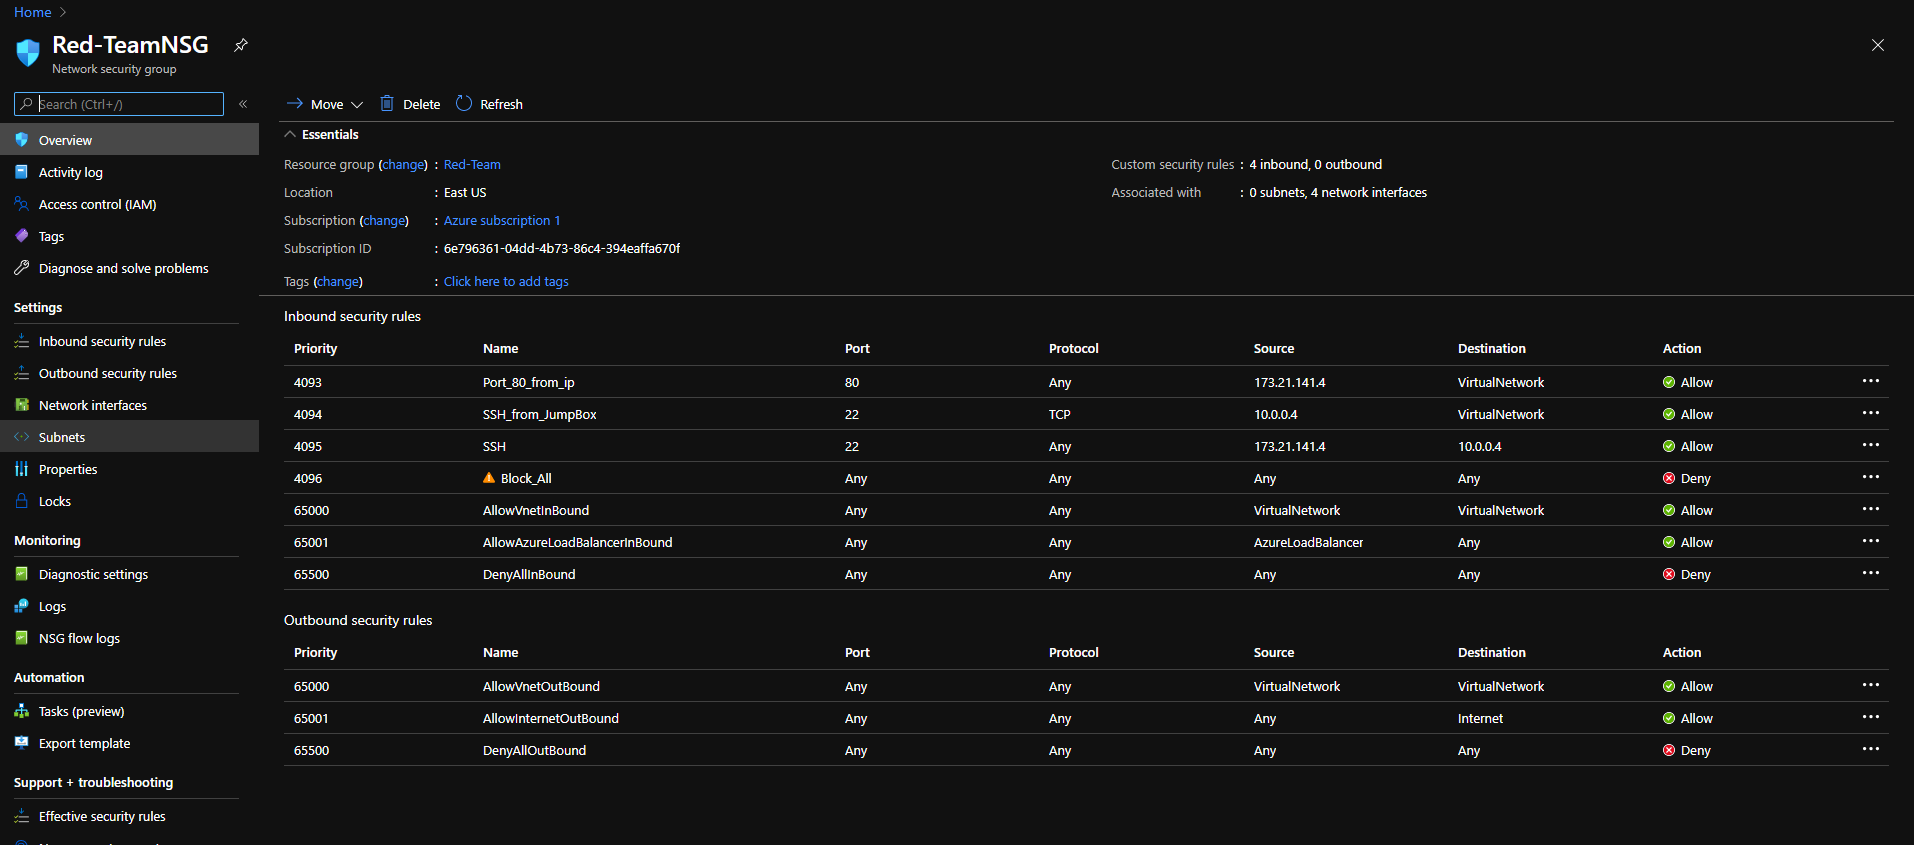 Home
Red-TeamNSG
Network security group
Search (Ctrl+/)
Overview
Activity log
Access control (IAM)
Tags
Diagnose and solve problems
Settings
Inbound security rules
Outbound security rules
Network interfaces
Subnets
Properties
Locks
Monitoring
Diagnostic settings
Logs
NSG flow logs
Automation
Tasks (preview)
Export template
Support + troubleshooting
Effective security rules
Move Delete Refresh
Essentials
Resource group (change) : Red-Team
Location : East US
Subscription (change) : Azure subscription 1
Subscription ID : 6e796361-04dd-4b73-86c4-394eaffa670f
Tags (change) : Click here to add tags
Custom security rules : 4 inbound, 0 outbound
Associated with : 0 subnets, 4 network interfaces
Inbound security rules
Priority Name Port Protocol Source Destination Action
4093 Port_80_from_ip 80 Any 173.21.141.4 VirtualNetwork Allow
4094 SSH_from_JumpBox 22 TCP 10.0.0.4 VirtualNetwork Allow
4095 SSH 22 Any 173.21.141.4 10.0.0.4 Allow
4096 Block_All Any Any Any Any Deny
65000 AllowVnetInBound Any Any VirtualNetwork VirtualNetwork Allow
65001 AllowAzureLoadBalancerInBound Any Any AzureLoadBalancer Any Allow
65500 DenyAllInBound Any Any Any Any Deny
Outbound security rules
Priority Name Port Protocol Source Destination Action
65000 AllowVnetOutBound Any Any VirtualNetwork VirtualNetwork Allow
65001 AllowInternetOutBound Any Any Any Internet Allow
65500 DenyAllOutBound Any Any Any Any Deny